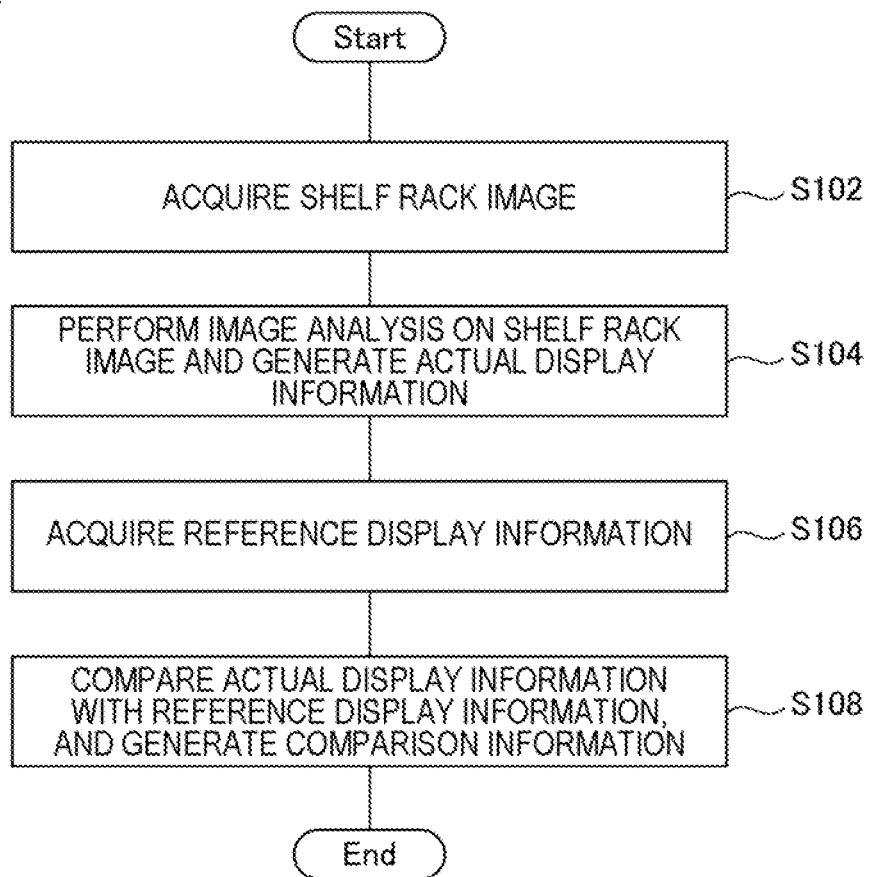 Start
ACQUIRE SHELF RACK IMAGE
S102
PERFORM IMAGE ANALYSIS ON SHELF RACK
IMAGE AND GENERATE ACTUAL DISPLAY
INFORMATION
S104
ACQUIRE REFERENCE DISPLAY INFORMATION
S106
COMPARE ACTUAL DISPLAY INFORMATION
WITH REFERENCE DISPLAY INFORMATION,
AND GENERATE COMPARISON INFORMATION
S108
End